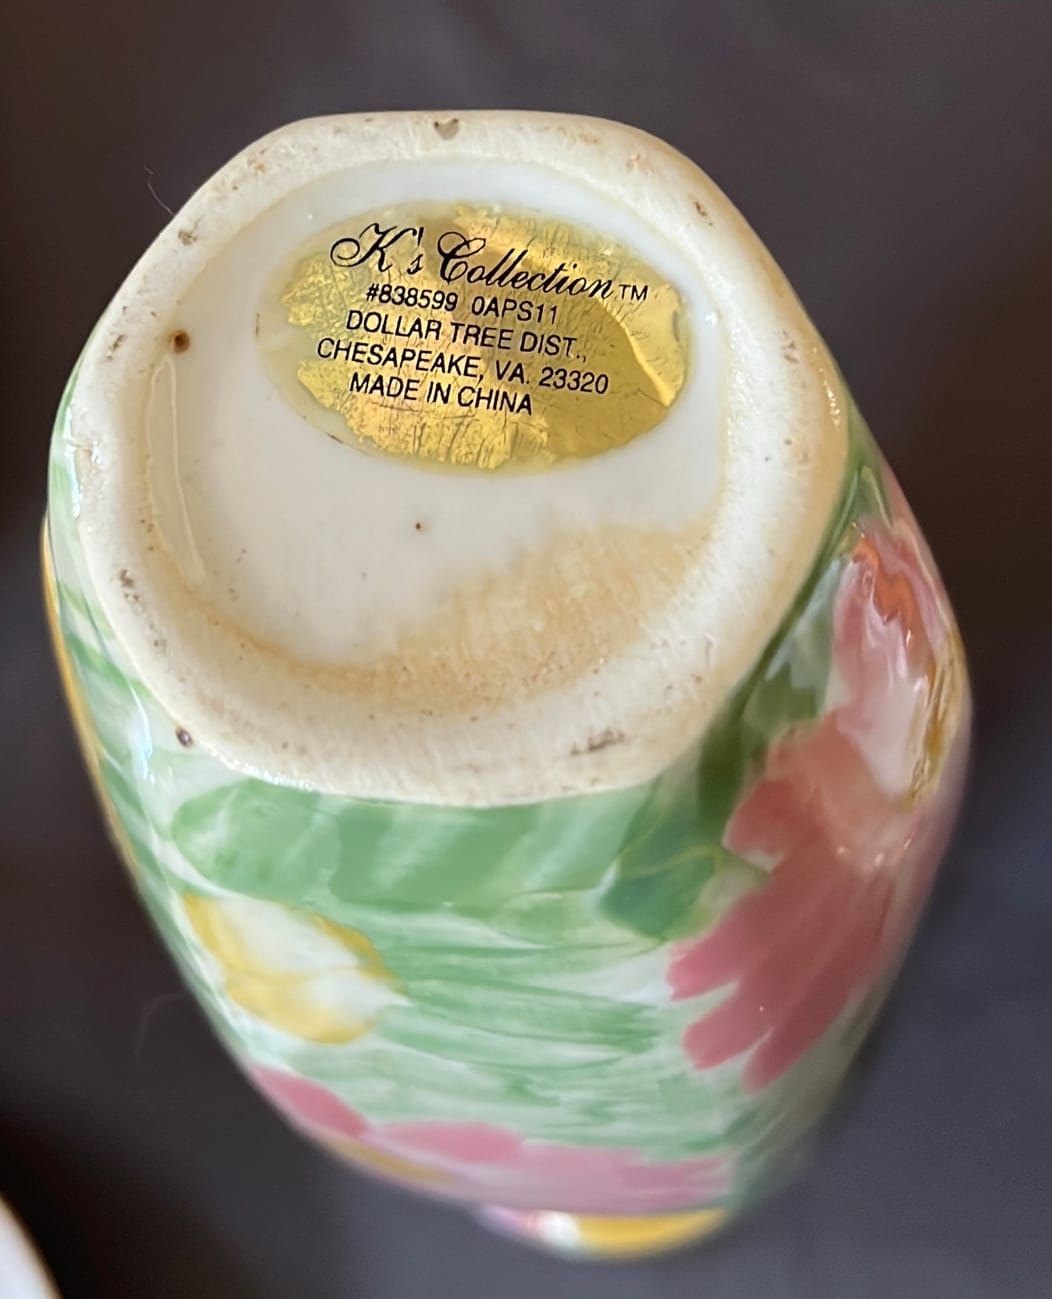 K's Collection™
#838599 0APS11
DOLLAR TREE DIST.,
CHESAPEAKE, VA. 23320
MADE IN CHINA